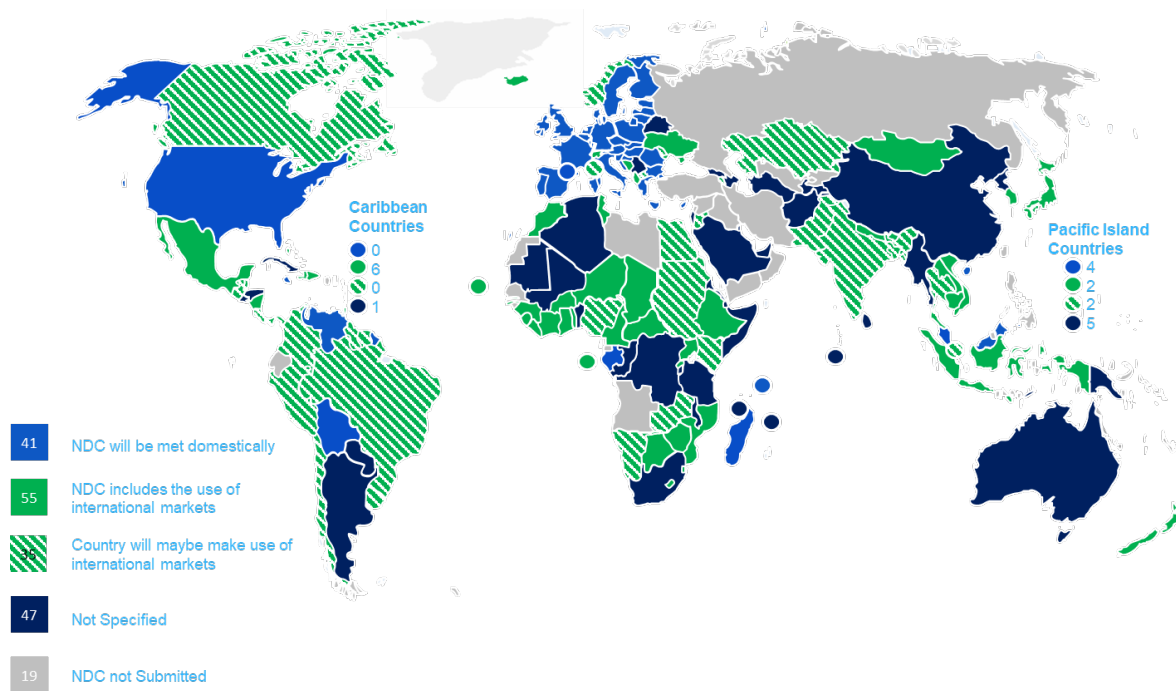 Caribbean
Countries
0
6
0
1
Pacific Island
Countries
4
2
2
5
41
NDC will be met domestically
55
NDC includes the use of
international markets
35
Country will maybe make use of
international markets
47
Not Specified
19
NDC not Submitted